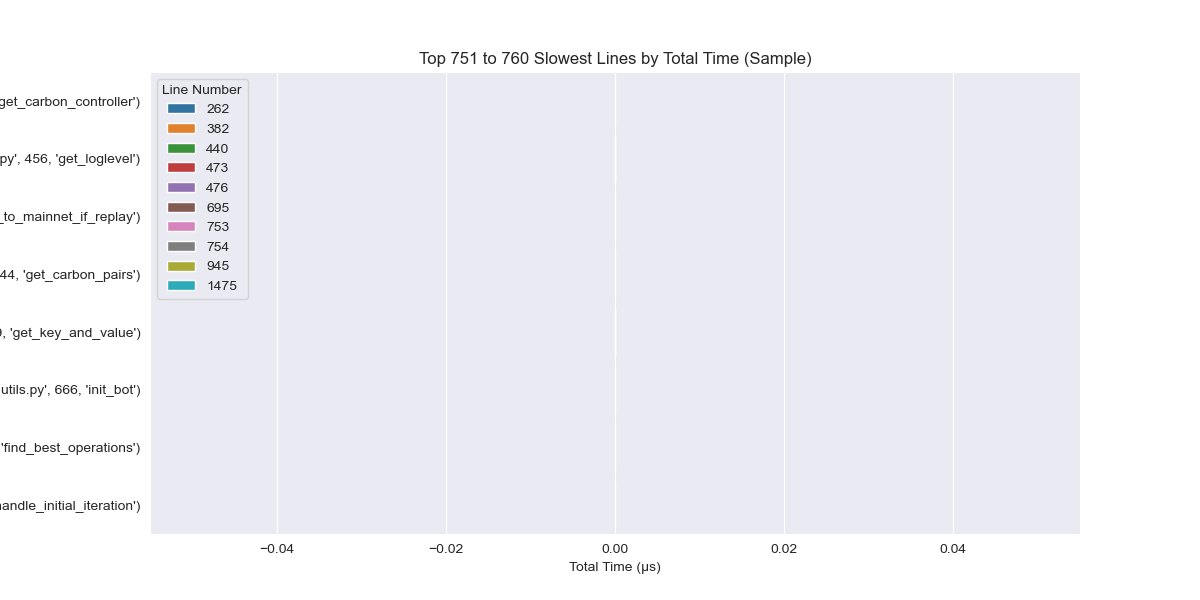 Top 751 to 760 Slowest Lines by Total Time (Sample)
get_carbon_controller')
py', 456, 'get_loglevel')
_to_mainnet_if_replay')
44, 'get_carbon_pairs')
, 'get_key_and_value')
utils.py', 666, 'init_bot')
'find_best_operations')
andle_initial_iteration')
Line Number
262
382
440
473
476
695
753
754
945
1475
−0.04
−0.02
0.00
0.02
0.04
Total Time (µs)